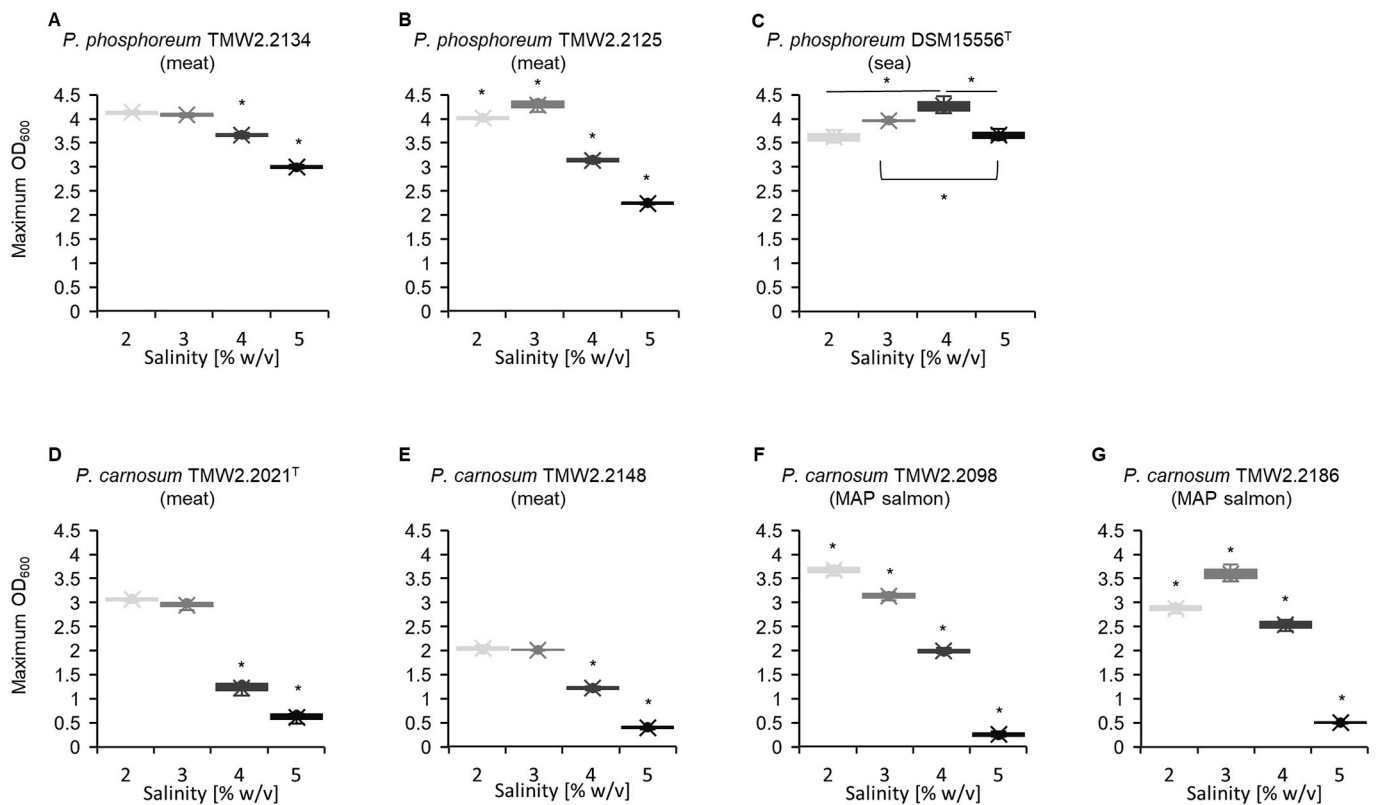 A
P. phosphoreum TMW2.2134
(meat)
B
P. phosphoreum TMW2.2125
(meat)
C
P. phosphoreum DSM15556ᵀ
(sea)
Maximum OD₆₀₀
4.5
4
3.5
3
2.5
2
1.5
1
0.5
0
* *
2 3 4 5
Salinity [% w/v]
4.5
4
3.5
3
2.5
2
1.5
1
0.5
0
* * * *
2 3 4 5
Salinity [% w/v]
4.5
4
3.5
3
2.5
2
1.5
1
0.5
0
* *
*
2 3 4 5
Salinity [% w/v]
D
P. carnosum TMW2.2021ᵀ
(meat)
E
P. carnosum TMW2.2148
(meat)
F
P. carnosum TMW2.2098
(MAP salmon)
G
P. carnosum TMW2.2186
(MAP salmon)
Maximum OD₆₀₀
4.5
4
3.5
3
2.5
2
1.5
1
0.5
0
* *
2 3 4 5
Salinity [% w/v]
4.5
4
3.5
3
2.5
2
1.5
1
0.5
0
* *
2 3 4 5
Salinity [% w/v]
4.5
4
3.5
3
2.5
2
1.5
1
0.5
0
* * * *
2 3 4 5
Salinity [% w/v]
4.5
4
3.5
3
2.5
2
1.5
1
0.5
0
* * * *
2 3 4 5
Salinity [% w/v]